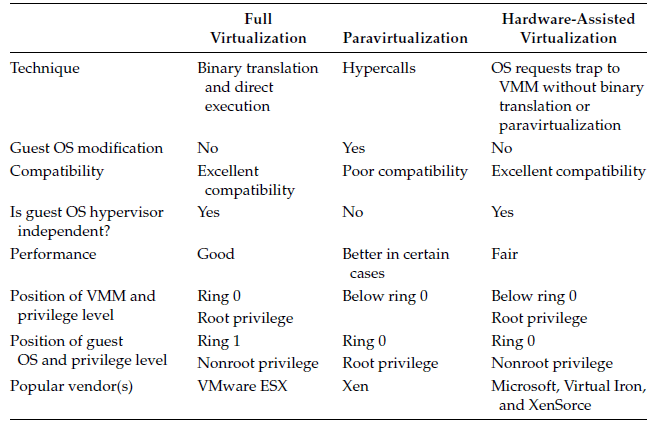 Full Virtualization Paravirtualization Hardware-Assisted Virtualization
Technique Binary translation and direct execution Hypercalls OS requests trap to VMM without binary translation or paravirtualization
Guest OS modification No Yes No
Compatibility Excellent compatibility Poor compatibility Excellent compatibility
Is guest OS hypervisor independent? Yes No Yes
Performance Good Better in certain cases Fair
Position of VMM and privilege level Ring 0 Root privilege Below ring 0 Below ring 0 Root privilege
Position of guest OS and privilege level Ring 1 Nonroot privilege Ring 0 Root privilege Ring 0 Nonroot privilege
Popular vendor(s) VMware ESX Xen Microsoft, Virtual Iron, and XenSorce